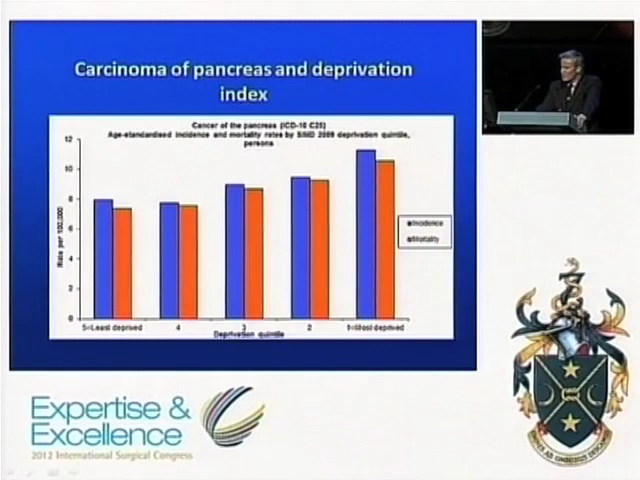 Carcinoma of pancreas and deprivation
index
Cancer of the pancreas (ICD-10 C25)
Age-standardised incidence and mortality rates by SIMD 2009 deprivation quintile,
persons
12
10
8
6
4
2
0
Rate per 100,000
Incidence
Mortality
5=Least deprived 4 3 2 1=Most deprived
Deprivation quintile
Expertise &
Excellence
2012 International Surgical Congress